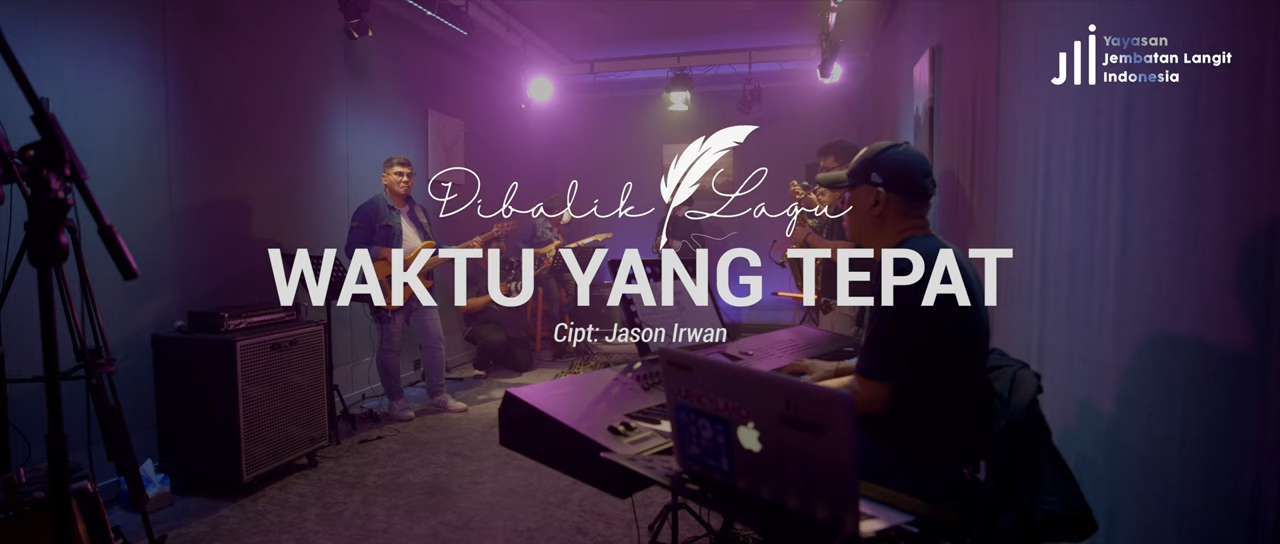 Yayasan
Jembatan Langit
Indonesia
Dibalik Lagu
WAKTU YANG TEPAT
Cipt: Jason Irwan